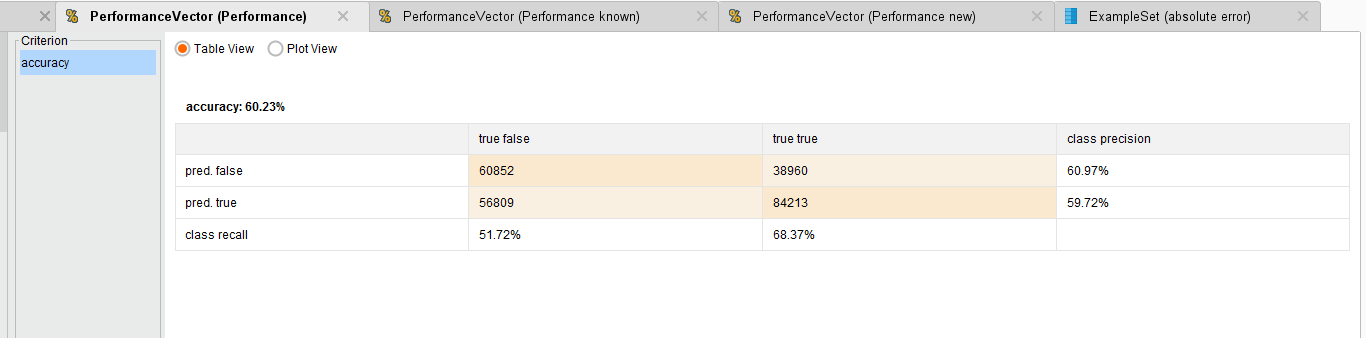 PerformanceVector (Performance) PerformanceVector (Performance known) PerformanceVector (Performance new) ExampleSet (absolute error)
Criterion
accuracy
Table View Plot View
accuracy: 60.23%
true false true true class precision
pred. false 60852 38960 60.97%
pred. true 56809 84213 59.72%
class recall 51.72% 68.37%